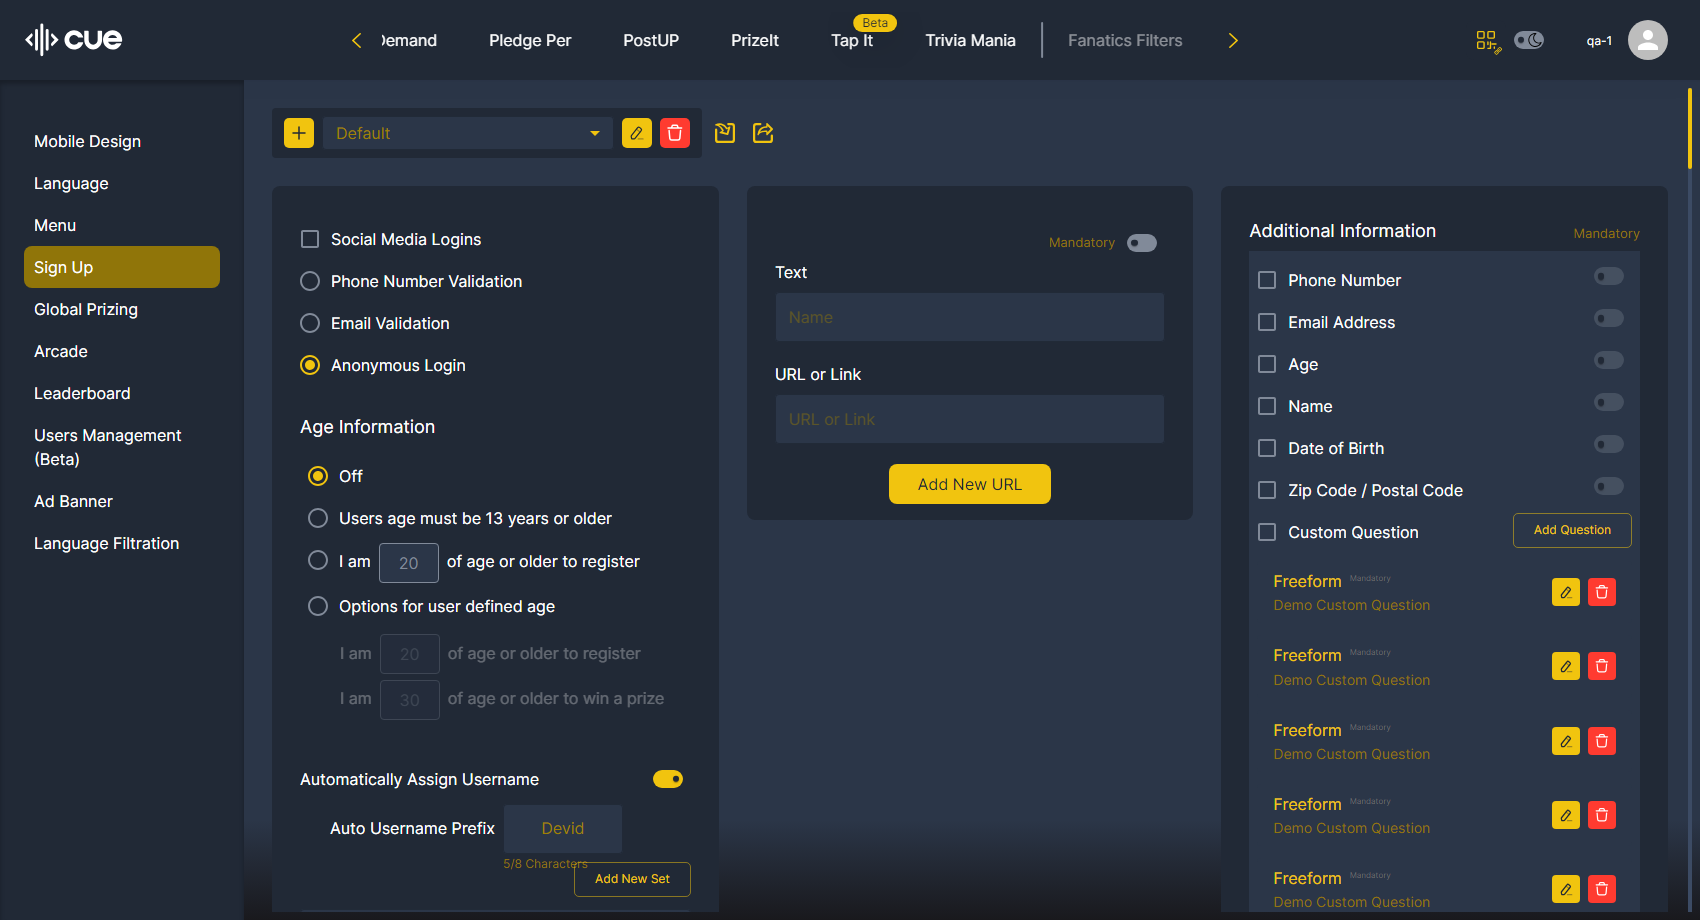 cue
Demand
Pledge Per
PostUP
PrizeIt
Beta
Tap It
Trivia Mania
Fanatics Filters
qa-1
Mobile Design
Language
Menu
Sign Up
Global Prizing
Arcade
Leaderboard
Users Management
(Beta)
Ad Banner
Language Filtration
Default
Social Media Logins
Phone Number Validation
Email Validation
Anonymous Login
Age Information
Off
Users age must be 13 years or older
I am 20 of age or older to register
Options for user defined age
I am 20 of age or older to register
I am 30 of age or older to win a prize
Automatically Assign Username
Auto Username Prefix Devid
5/8 Characters
Add New Set
Mandatory
Text
Name
URL or Link
URL or Link
Add New URL
Additional Information Mandatory
Phone Number
Email Address
Age
Name
Date of Birth
Zip Code / Postal Code
Custom Question Add Question
Freeform Mandatory
Demo Custom Question
Freeform Mandatory
Demo Custom Question
Freeform Mandatory
Demo Custom Question
Freeform Mandatory
Demo Custom Question
Freeform Mandatory
Demo Custom Question